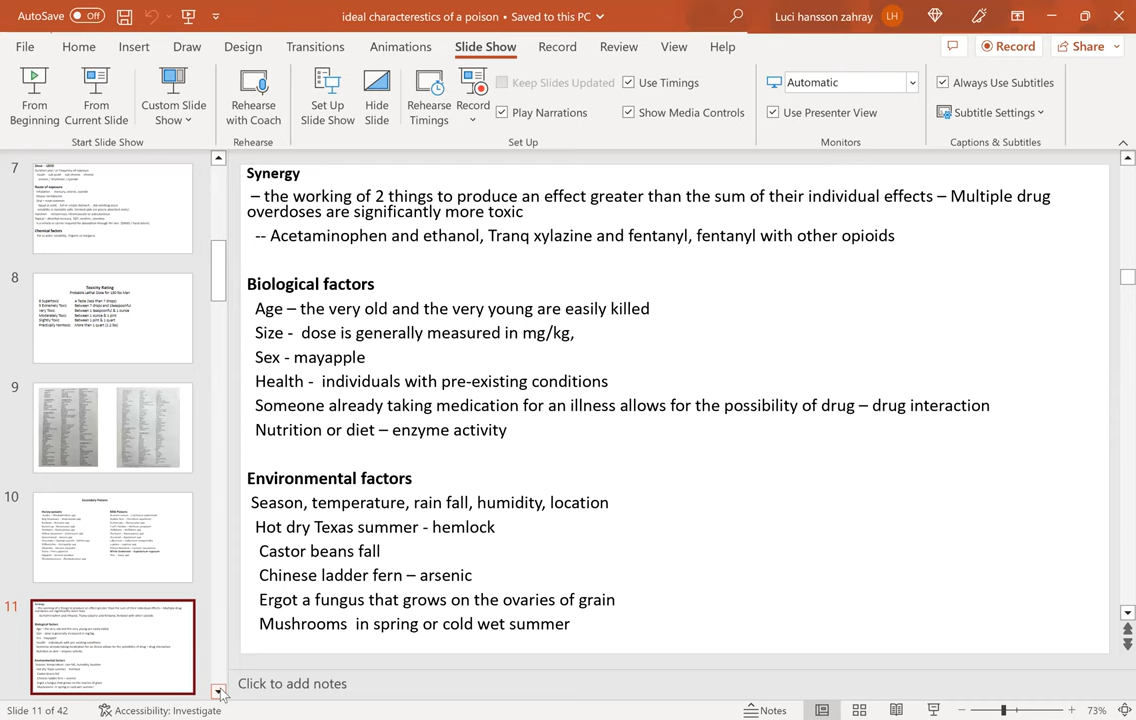 AutoSave Off ideal characterestics of a poison • Saved to this PC Luci hansson zahray LH
File Home Insert Draw Design Transitions Animations Slide Show Record Review View Help Record Share
From Beginning
From Current Slide
Custom Slide Show
Rehearse with Coach
Set Up Slide Show
Hide Slide
Rehearse Timings
Record
Keep Slides Updated
Use Timings
Play Narrations
Show Media Controls
Automatic
Use Presenter View
Always Use Subtitles
Subtitle Settings
Start Slide Show Rehearse Set Up Monitors Captions & Subtitles
7
8
Toxicity Rating
9
10
11
Synergy
– the working of 2 things to produce an effect greater than the sum of their individual effects – Multiple drug
overdoses are significantly more toxic
-- Acetaminophen and ethanol, Tranq xylazine and fentanyl, fentanyl with other opioids
Biological factors
Age – the very old and the very young are easily killed
Size - dose is generally measured in mg/kg,
Sex - mayapple
Health - individuals with pre-existing conditions
Someone already taking medication for an illness allows for the possibility of drug – drug interaction
Nutrition or diet – enzyme activity
Environmental factors
Season, temperature, rain fall, humidity, location
Hot dry Texas summer - hemlock
Castor beans fall
Chinese ladder fern – arsenic
Ergot a fungus that grows on the ovaries of grain
Mushrooms in spring or cold wet summer
Click to add notes
Slide 11 of 42 Accessibility: Investigate Notes 73%